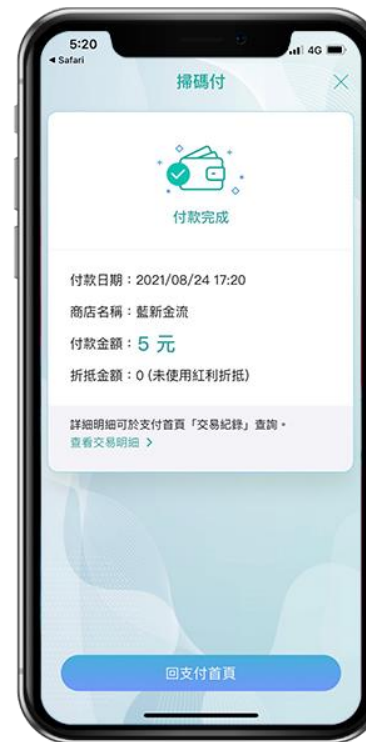 5:20
4G
◀ Safari
掃碼付
付款完成
付款日期：2021/08/24 17:20
商店名稱：藍新金流
付款金額：5 元
折抵金額：0 (未使用紅利折抵)
詳細明細可於支付首頁「交易紀錄」查詢。
查看交易明細 >
回支付首頁